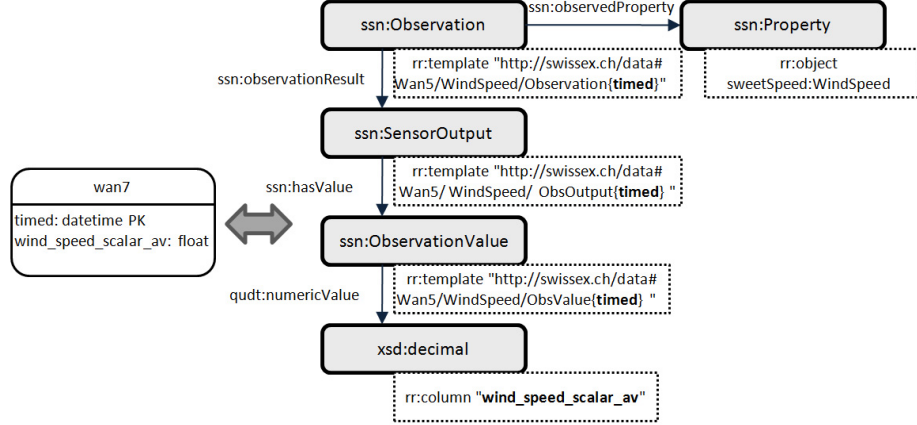 ssn:observedProperty
ssn:Observation
ssn:Property
rr:template "http://swissex.ch/data#
Wan5/WindSpeed/Observation{timed}"
rr:object
sweetSpeed:WindSpeed
ssn:observationResult
ssn:SensorOutput
rr:template "http://swissex.ch/data#
Wan5/ WindSpeed/ ObsOutput{timed} "
wan7
timed: datetime PK
wind_speed_scalar_av: float
ssn:hasValue
ssn:ObservationValue
rr:template "http://swissex.ch/data#
Wan5/WindSpeed/ObsValue{timed} "
qudt:numericValue
xsd:decimal
rr:column "wind_speed_scalar_av"